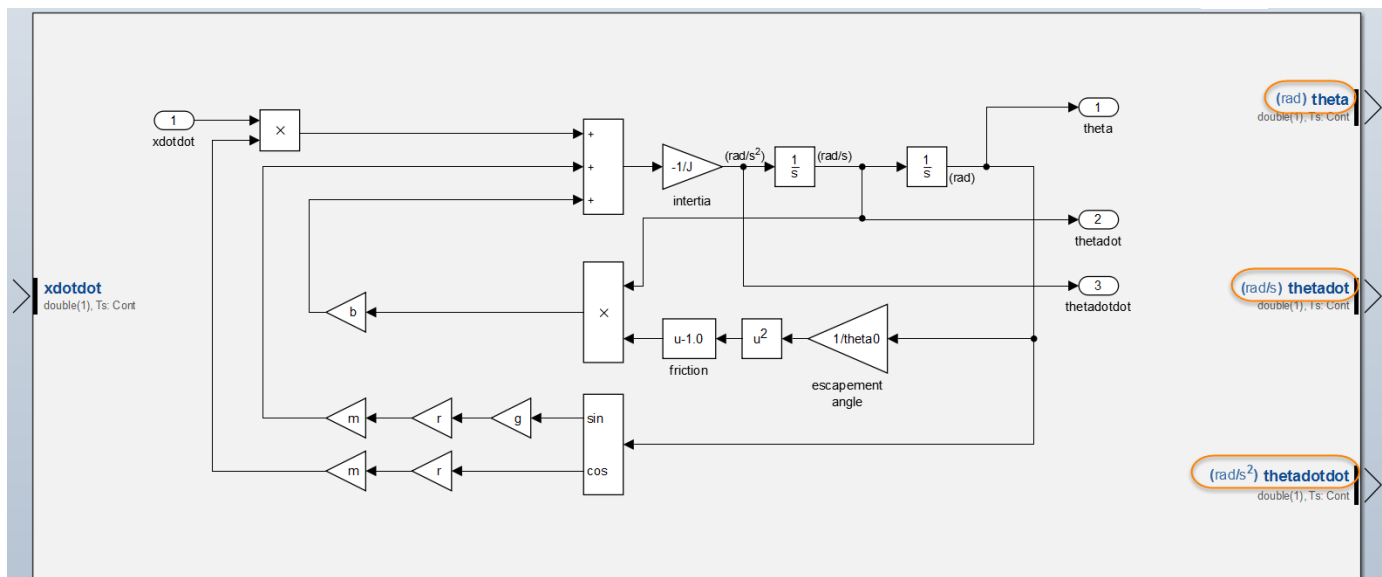 (rad) theta
double(1), Ts: Cont
1
xdotdot
×
+
+
+
-1/J
intertia
(rad/s²)
1
s
(rad/s)
1
s
(rad)
1
theta
2
thetadot
3
thetadotdot
xdotdot
double(1), Ts: Cont
(rad/s) thetadot
double(1), Ts: Cont
b
×
u-1.0
friction
u²
1/theta0
escapement
angle
m
r
g
sin
m
r
cos
(rad/s²) thetadotdot
double(1), Ts: Cont